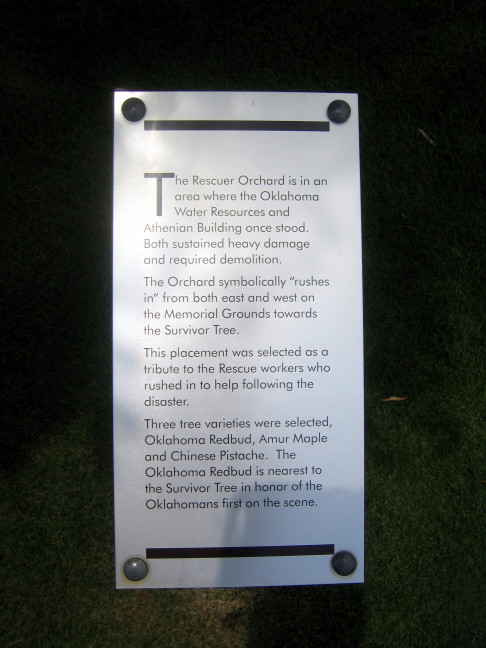 The Rescuer Orchard is in an
area where the Oklahoma
Water Resources and
Athenian Building once stood.
Both sustained heavy damage
and required demolition.
The Orchard symbolically “rushes
in” from both east and west on
the Memorial Grounds towards
the Survivor Tree.
This placement was selected as a
tribute to the Rescue workers who
rushed in to help following the
disaster.
Three tree varieties were selected,
Oklahoma Redbud, Amur Maple
and Chinese Pistache. The
Oklahoma Redbud is nearest to
the Survivor Tree in honor of the
Oklahomans first on the scene.